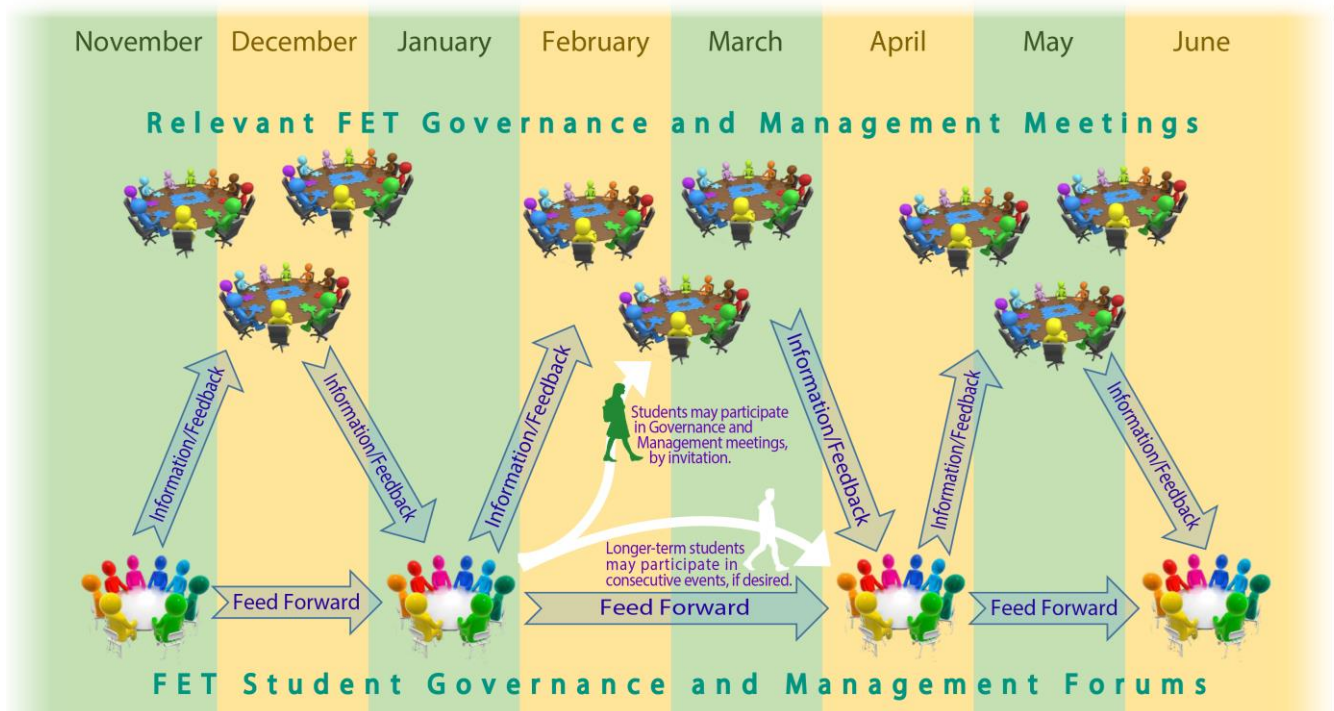 November December January February March April May June
Relevant FET Governance and Management Meetings
Information/Feedback
Information/Feedback
Information/Feedback
Students may participate
in Governance and
Management meetings,
by invitation.
Information/Feedback
Information/Feedback
Information/Feedback
Longer-term students
may participate in
consecutive events, if desired.
Feed Forward
Feed Forward
Feed Forward
FET Student Governance and Management Forums